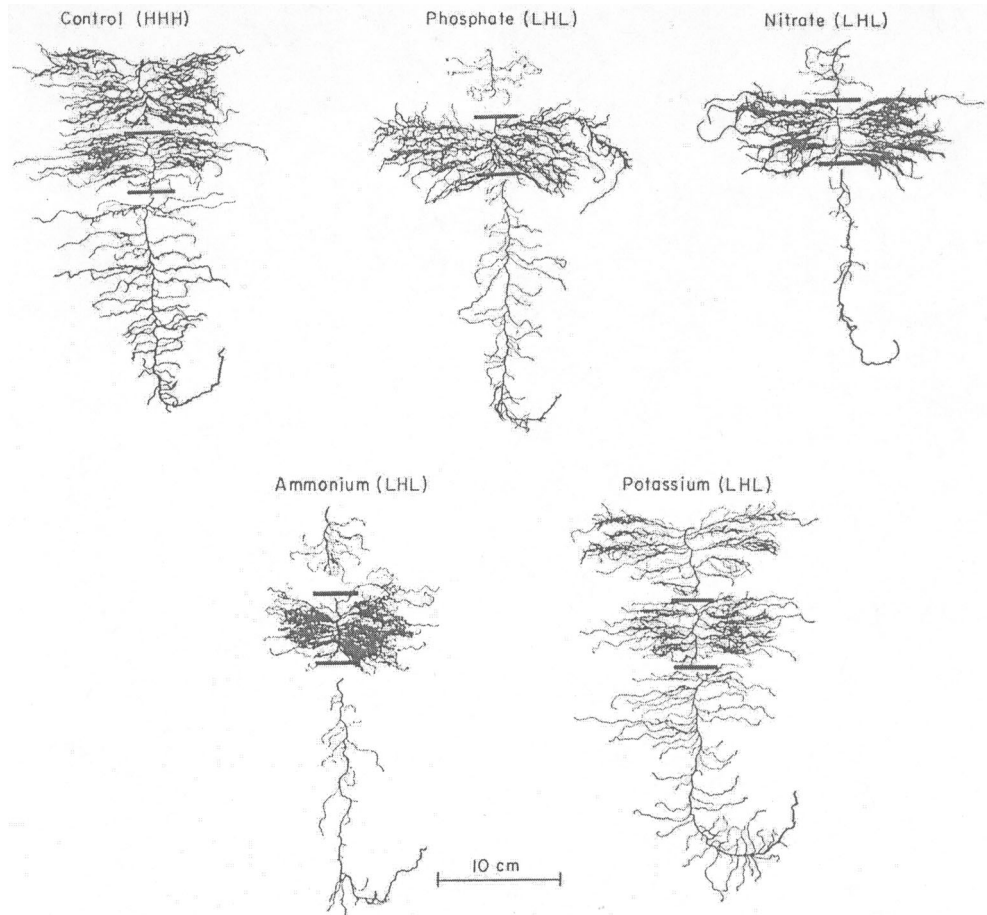 Control (HHH)
Phosphate (LHL)
Nitrate (LHL)
Ammonium (LHL)
Potassium (LHL)
10 cm